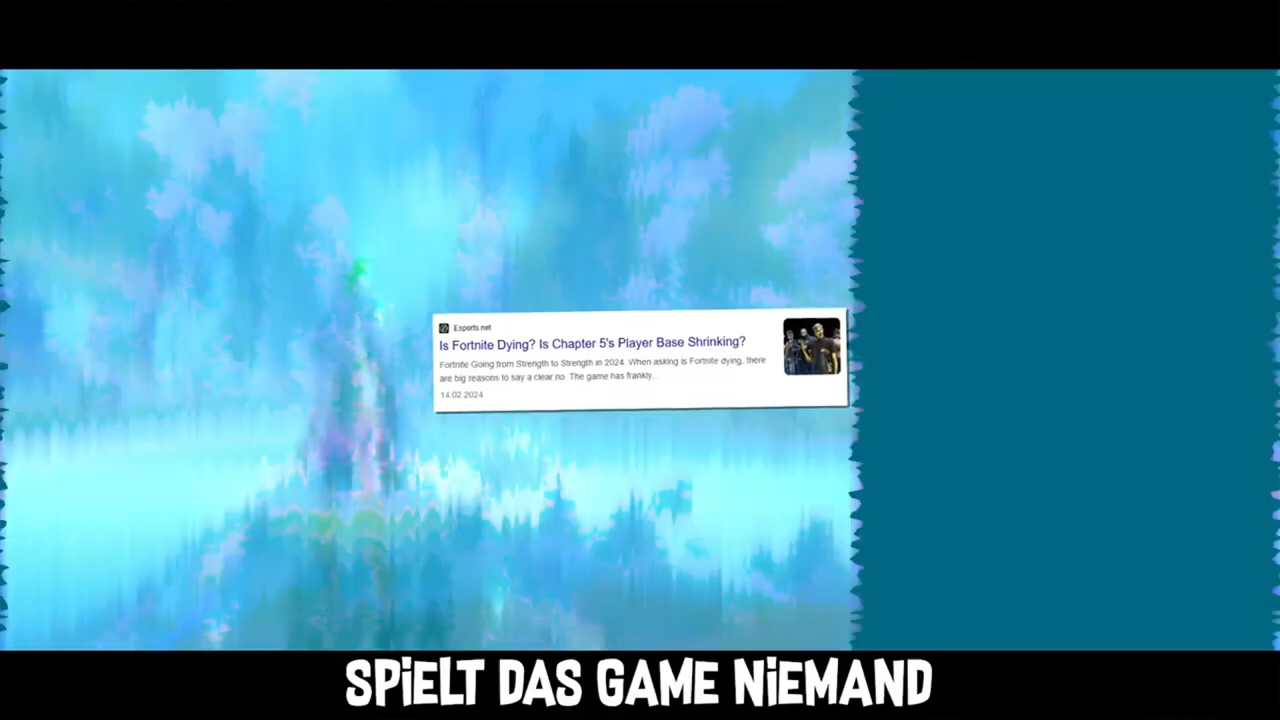 Esports.net
Is Fortnite Dying? Is Chapter 5's Player Base Shrinking?
Fortnite Going from Strength to Strength in 2024. When asking is Fortnite dying, there
are big reasons to say a clear no. The game has frankly...
14.02.2024
SPiELT DAS GAME NiEMAND